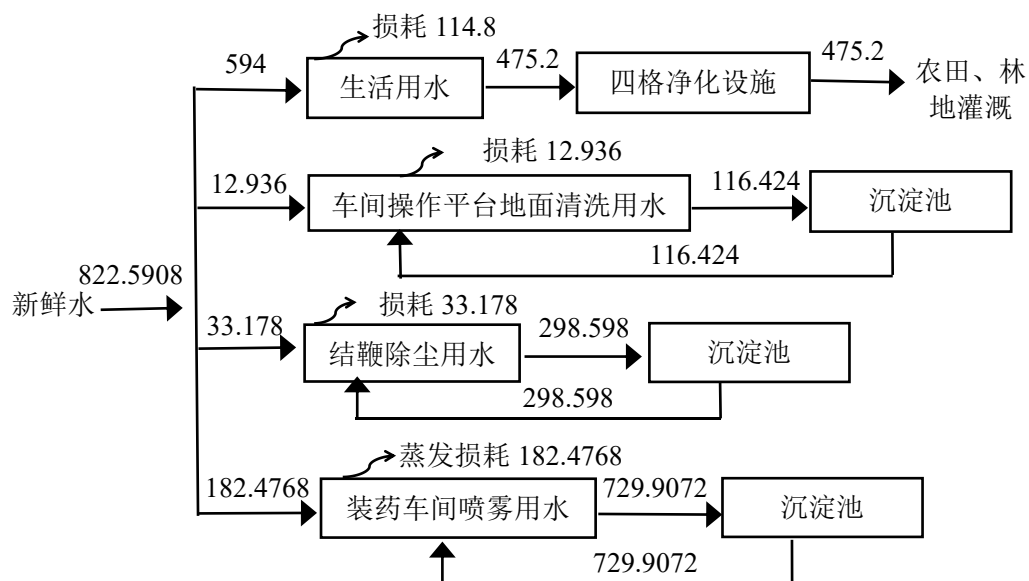 损耗 114.8
594
生活用水
475.2
四格净化设施
475.2
农田、林
地灌溉
损耗 12.936
12.936
车间操作平台地面清洗用水
116.424
沉淀池
116.424
822.5908
新鲜水
损耗 33.178
33.178
结鞭除尘用水
298.598
沉淀池
298.598
蒸发损耗 182.4768
182.4768
装药车间喷雾用水
729.9072
沉淀池
729.9072